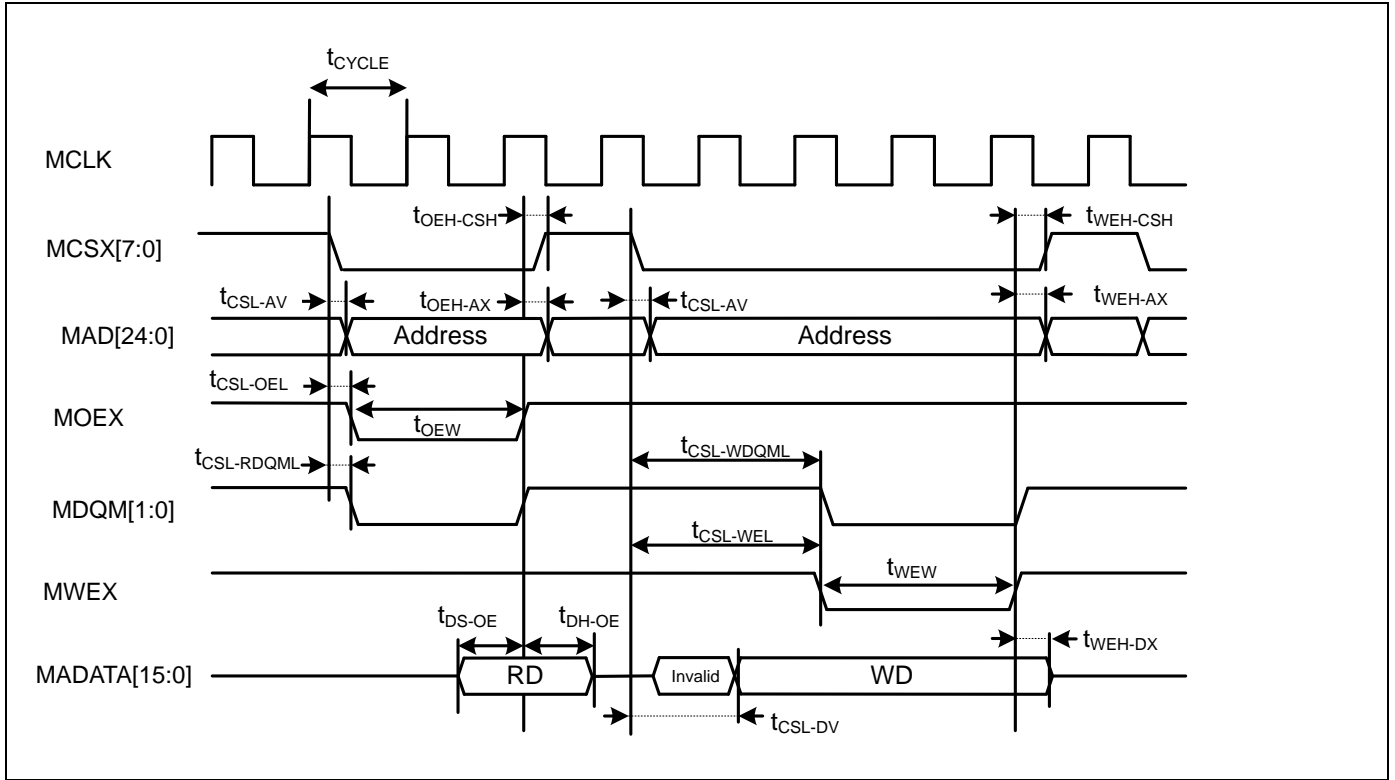 tCYCLE
MCLK
tOEH-CSH
tWEH-CSH
MCSX[7:0]
tCSL-AV
tOEH-AX
tCSL-AV
tWEH-AX
MAD[24:0]
Address
Address
tCSL-OEL
MOEX
tOEW
tCSL-WDQML
tCSL-RDQML
MDQM[1:0]
tCSL-WEL
tWEW
MWEX
tDS-OE
tDH-OE
tWEH-DX
MADATA[15:0]
RD
Invalid
WD
tCSL-DV